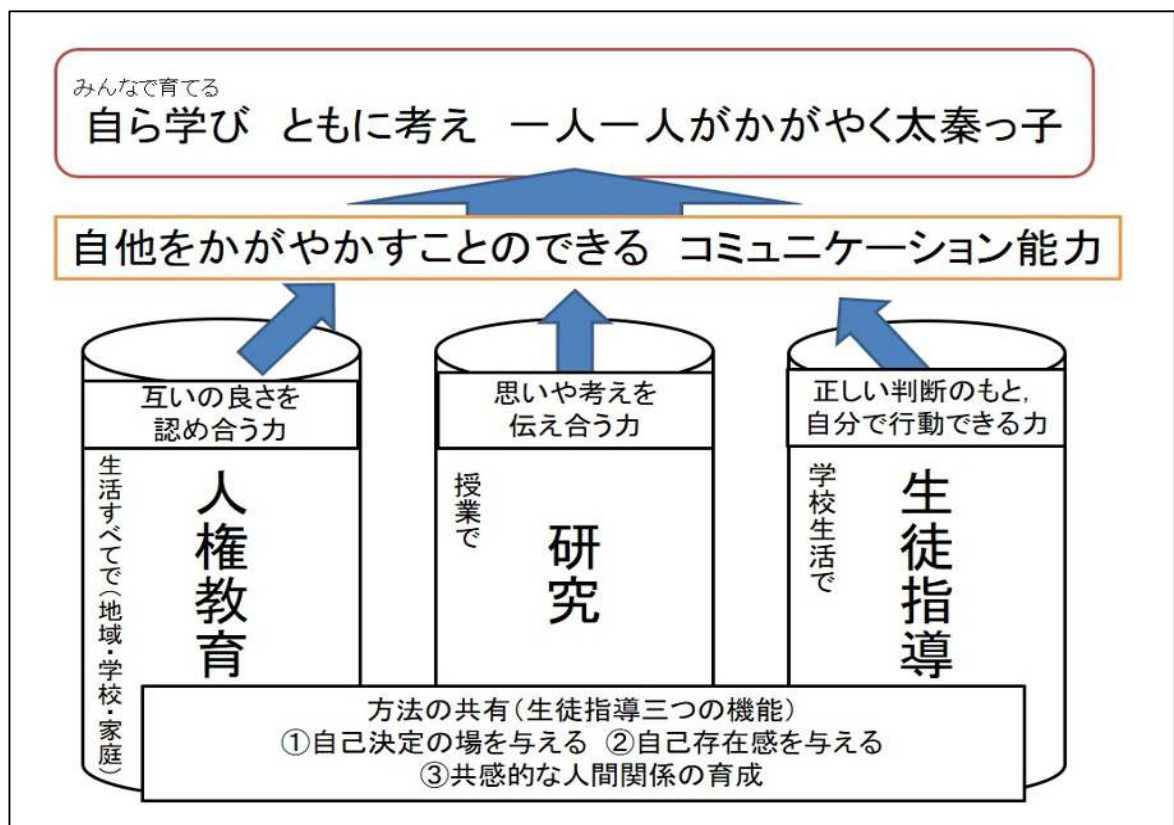 みんなで育てる
自ら学び ともに考え 一人一人がかがやく太秦っ子
自他をかがやかすことのできる コミュニケーション能力
互いの良さを
認め合う力
生活すべてで（地域・学校・家庭）
人権教育
思いや考えを
伝え合う力
授業で
研究
正しい判断のもと，
自分で行動できる力
学校生活で
生徒指導
方法の共有（生徒指導三つの機能）
①自己決定の場を与える ②自己存在感を与える
③共感的な人間関係の育成